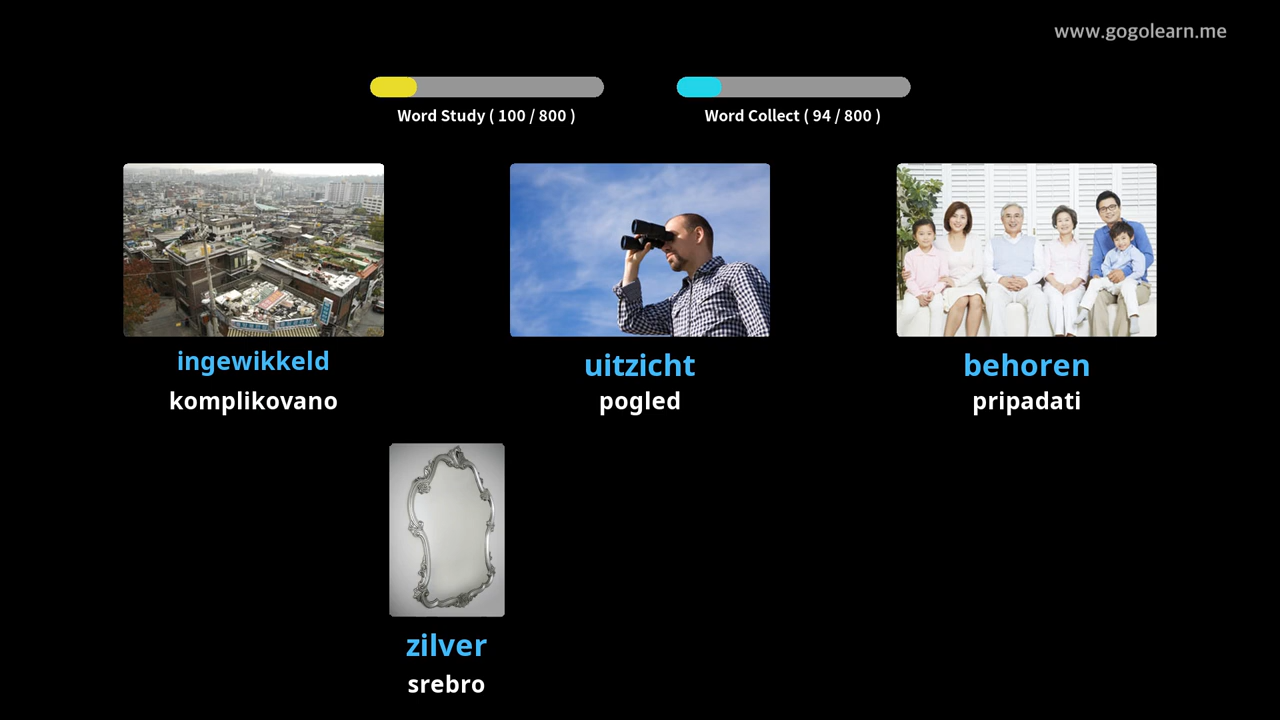 www.gogolearn.me
Word Study ( 100 / 800 )
Word Collect ( 94 / 800 )
ingewikkeld
komplikovano
uitzicht
pogled
behoren
pripadati
zilver
srebro